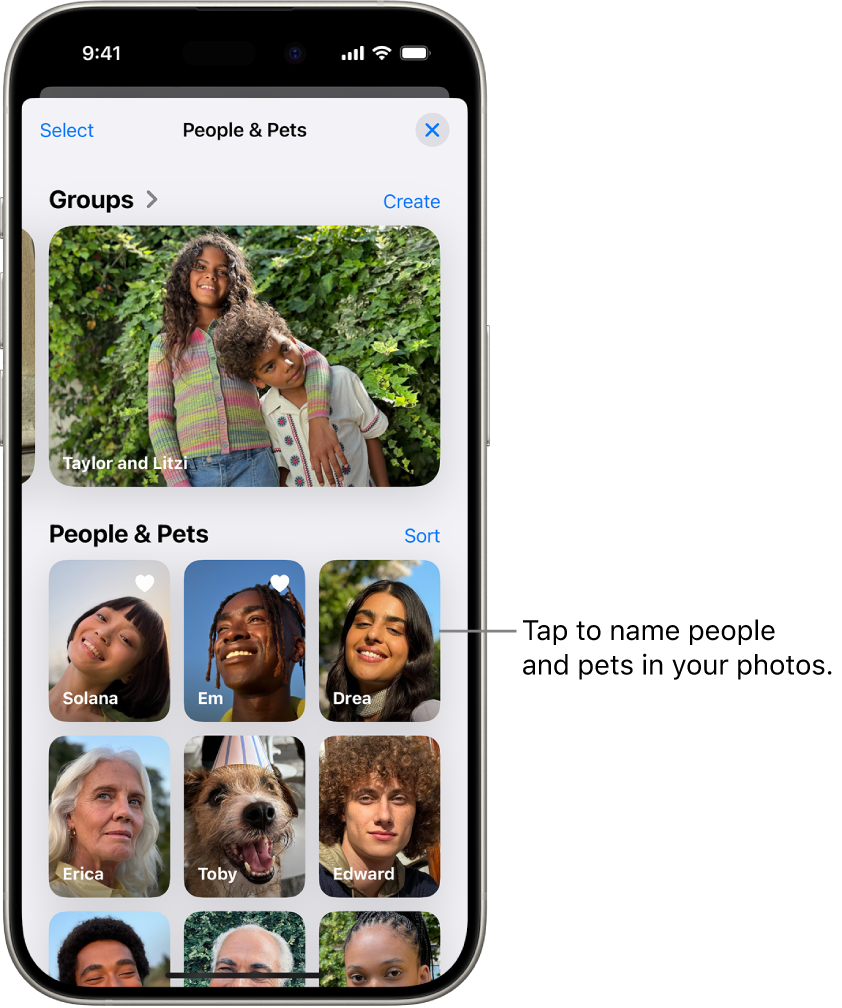 9:41
Select
People & Pets
Groups
Create
Taylor and Litzi
People & Pets
Sort
Solana
Em
Drea
Tap to name people
and pets in your photos.
Erica
Toby
Edward